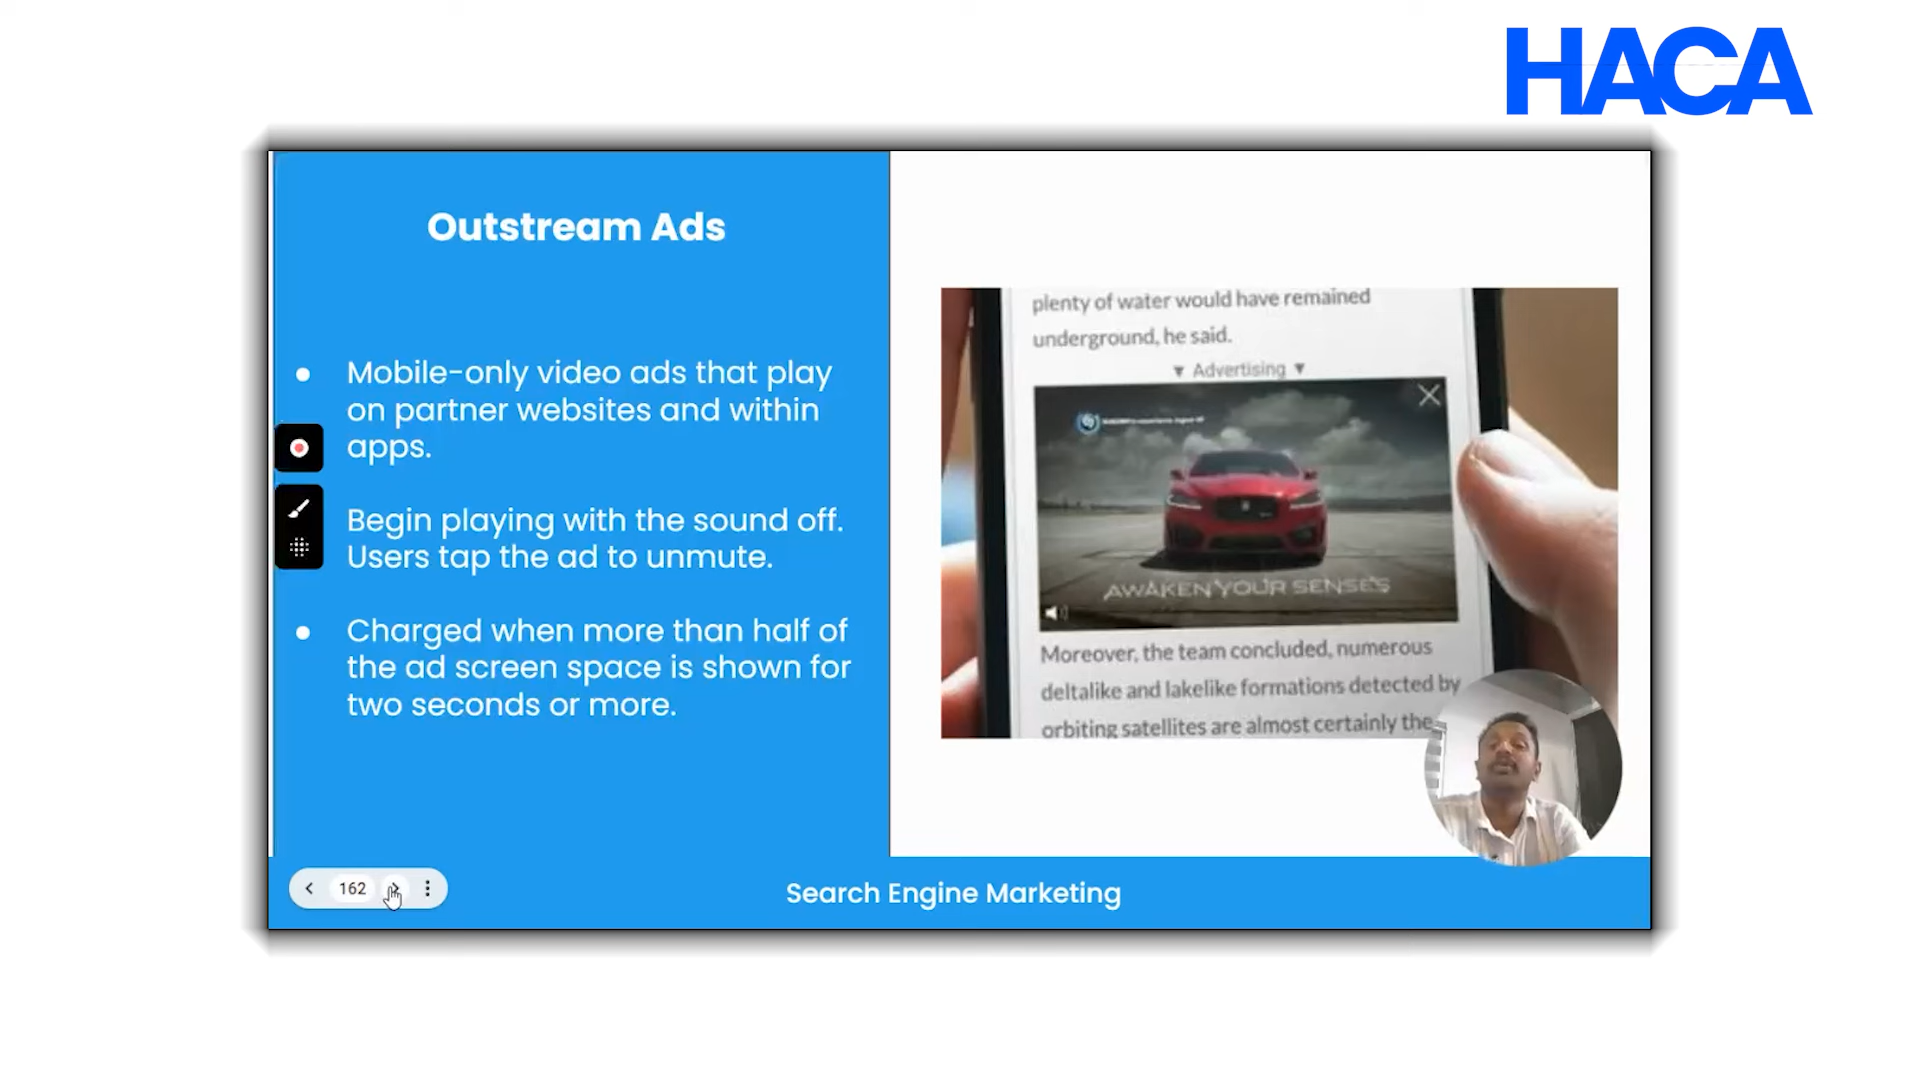 HACA
Outstream Ads
Mobile-only video ads that play
on partner websites and within
apps.
Begin playing with the sound off.
Users tap the ad to unmute.
Charged when more than half of
the ad screen space is shown for
two seconds or more.
plenty of water would have remained
underground, he said.
▼ Advertising ▼
AWAKEN YOUR SENSES
Moreover, the team concluded, numerous
deltalike and lakelike formations detected by
orbiting satellites are almost certainly the
162
Search Engine Marketing